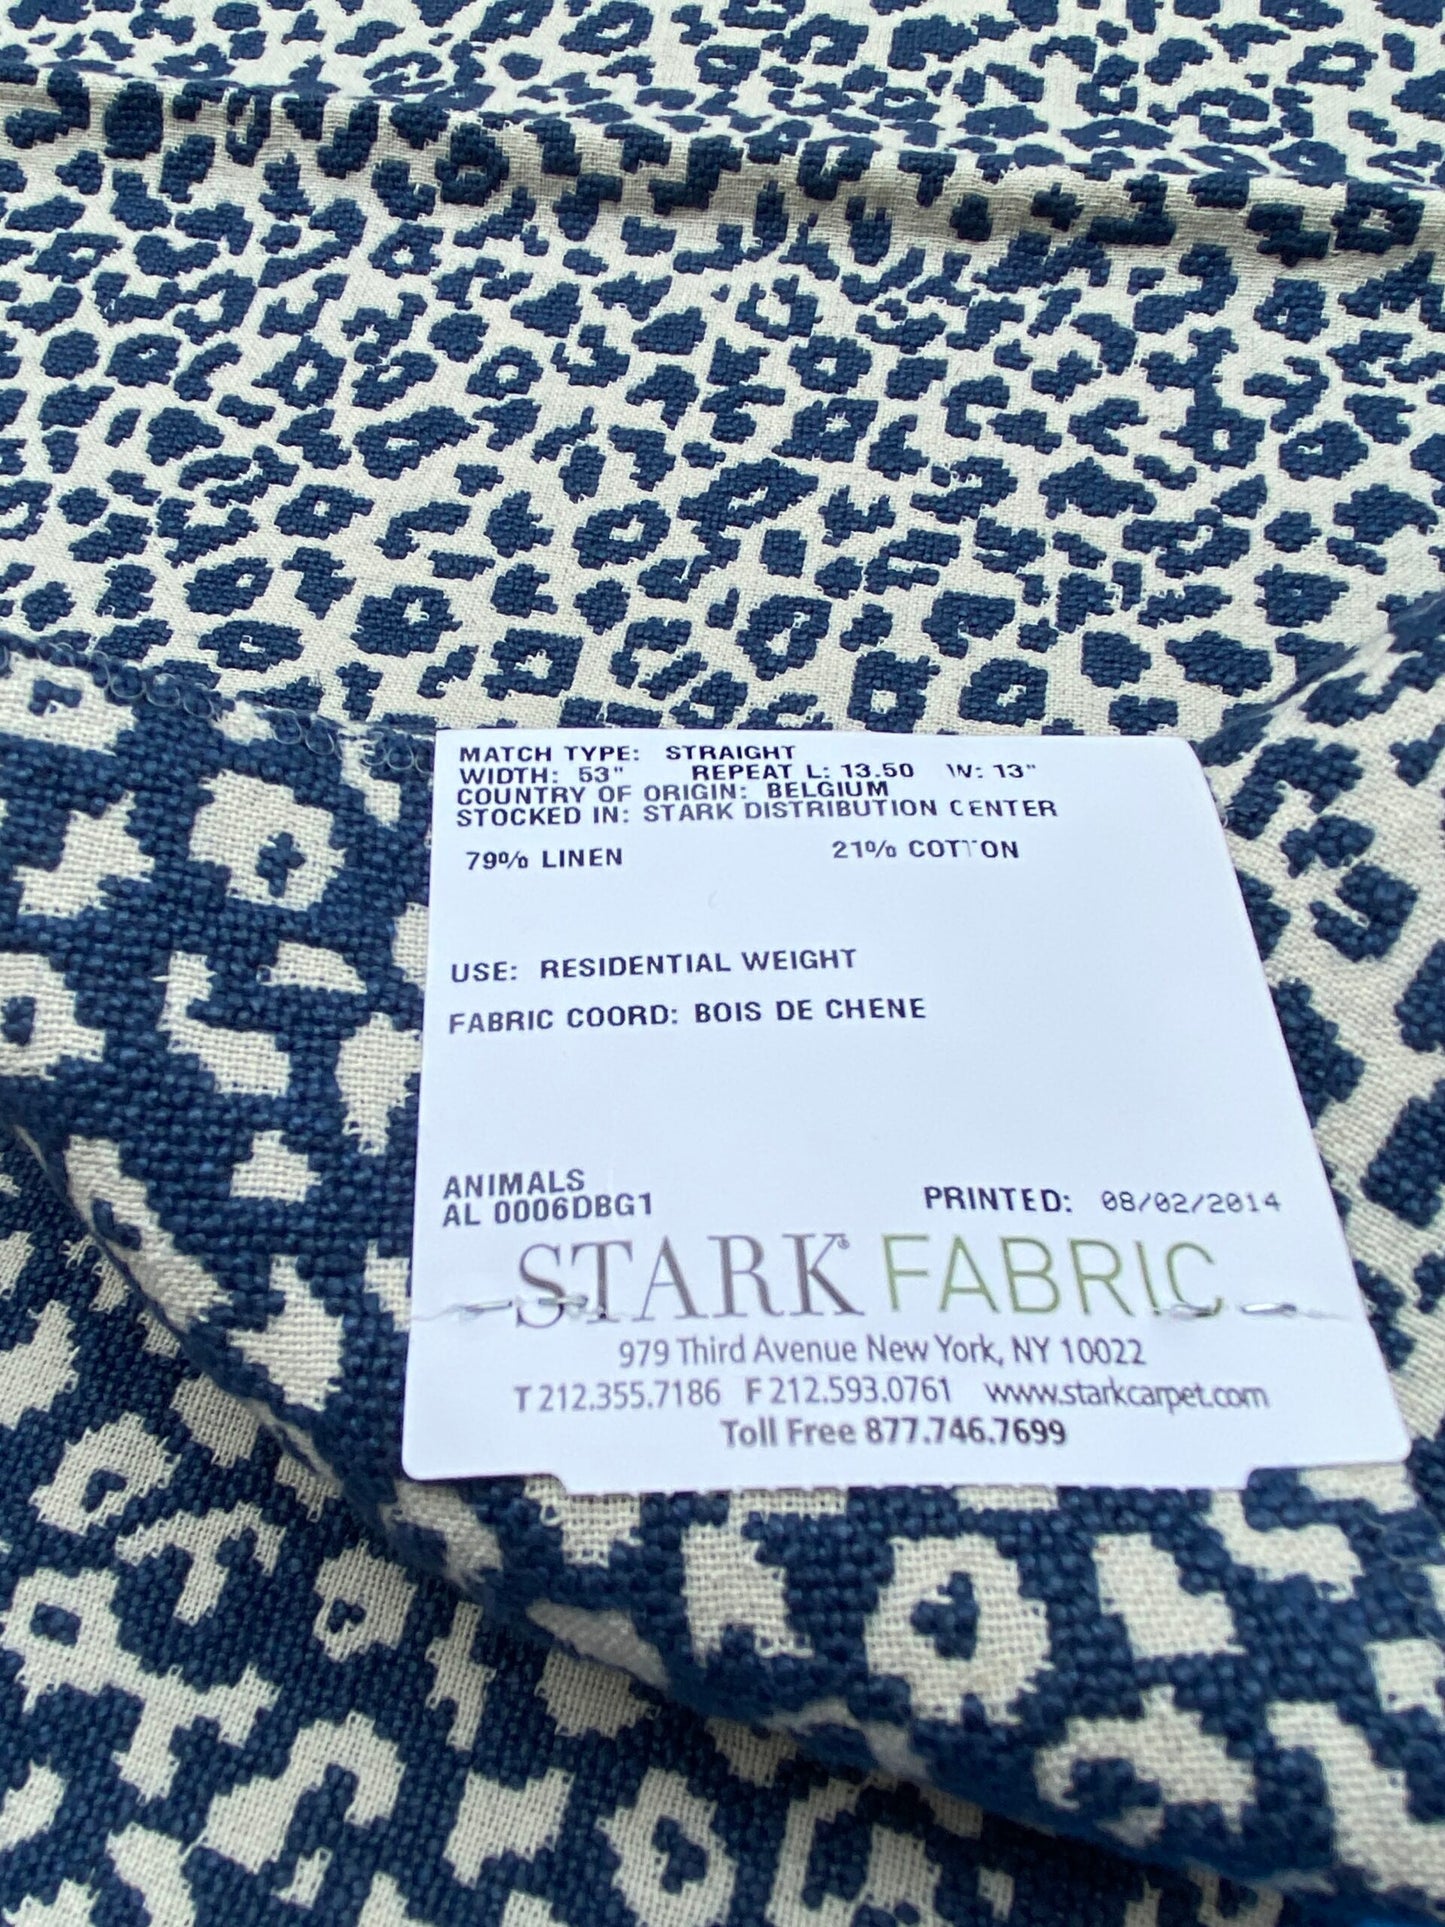 MATCH TYPE: STRAIGHT
WIDTH: 53" REPEAT L: 13.50 W: 13"
COUNTRY OF ORIGIN: BELGIUM
STOCKED IN: STARK DISTRIBUTION CENTER
79% LINEN 21% COTTON
USE: RESIDENTIAL WEIGHT
FABRIC COORD: BOIS DE CHENE
ANIMALS
AL 0006DBG1 PRINTED: 08/02/2014
STARK® FABRIC
979 Third Avenue New York, NY 10022
T 212.355.7186 F 212.593.0761 www.starkcarpet.com
Toll Free 877.746.7699